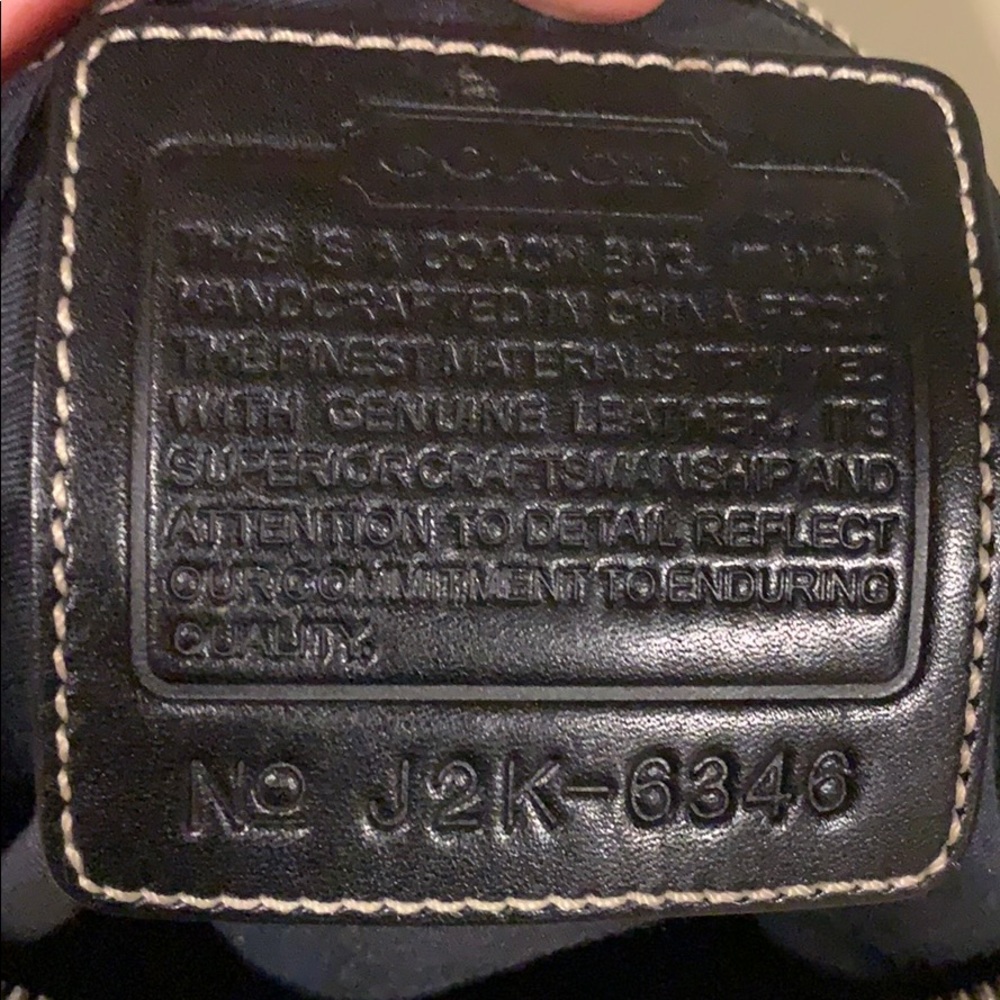 COACH
THIS IS A COACH BAG. IT WAS
HANDCRAFTED IN CHINA FROM
THE FINEST MATERIALS TRIMMED
WITH GENUINE LEATHER. ITS
SUPERIOR CRAFTSMANSHIP AND
ATTENTION TO DETAIL REFLECT
OUR COMMITMENT TO ENDURING
QUALITY.
No J2K-6346